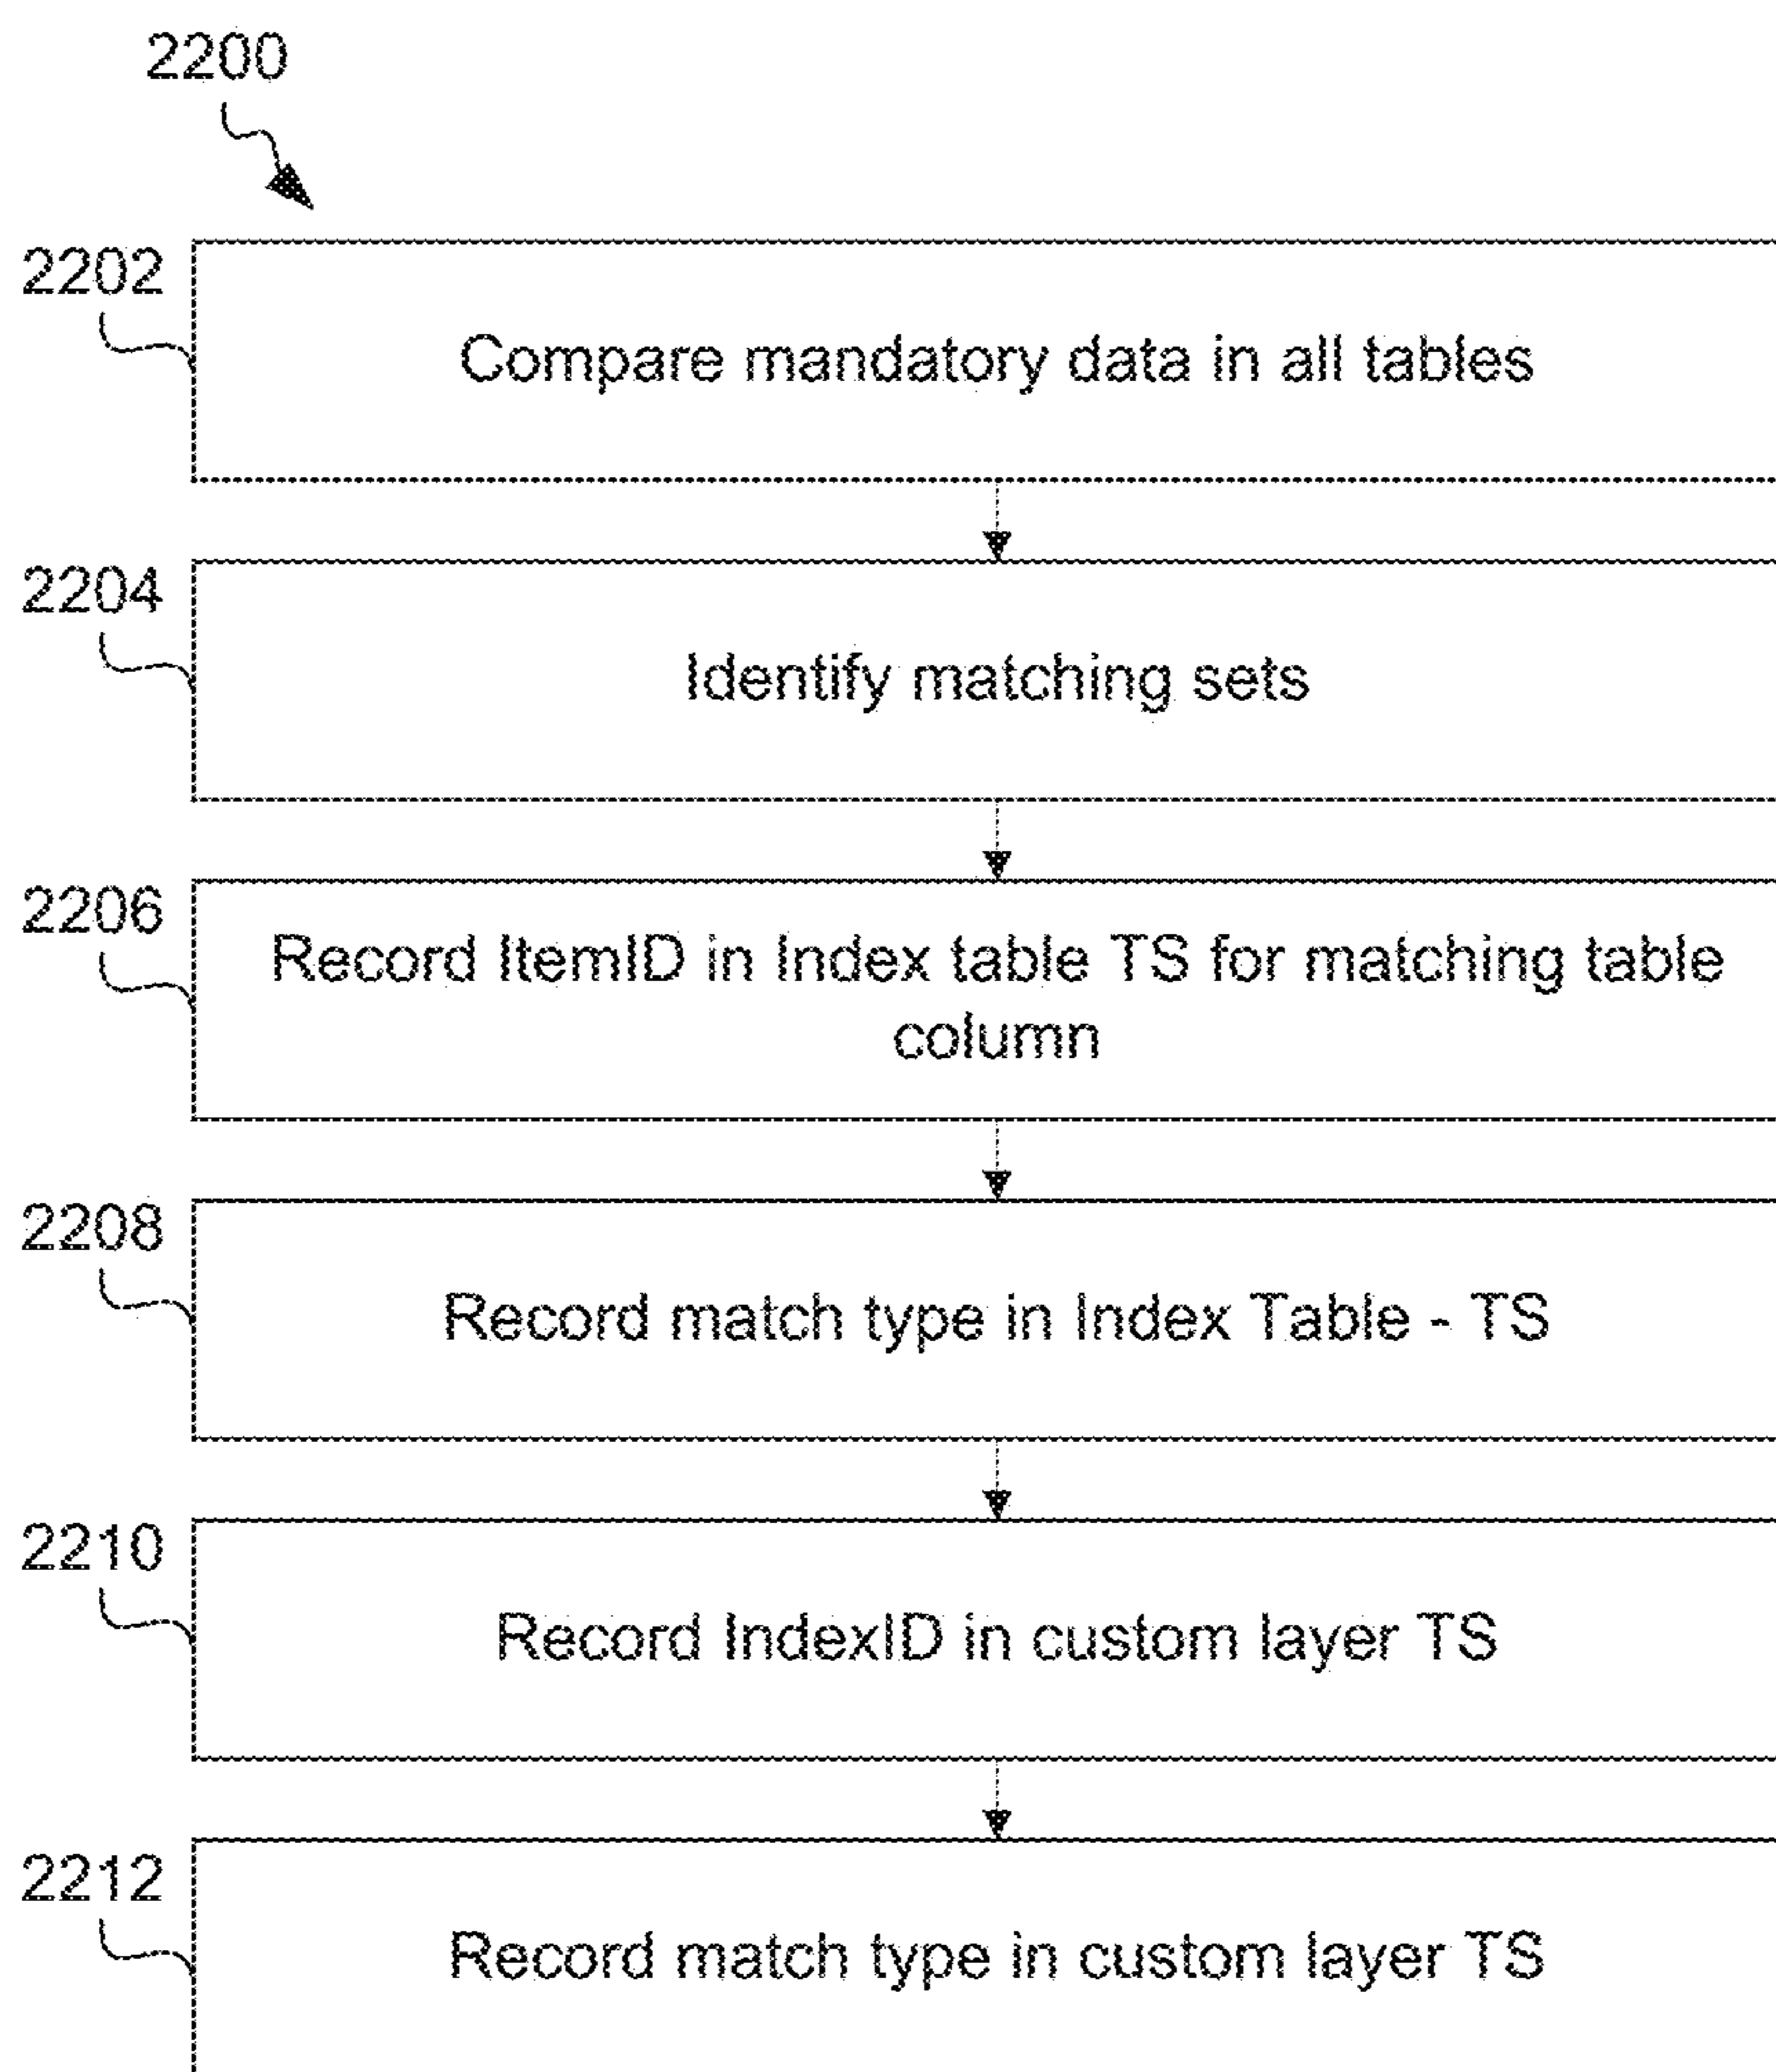 2200
2202
Compare mandatory data in all tables
2204
Identify matching sets
2206
Record ItemID in Index table TS for matching table
column
2208
Record match type in Index Table - TS
2210
Record IndexID in custom layer TS
2212
Record match type in custom layer TS